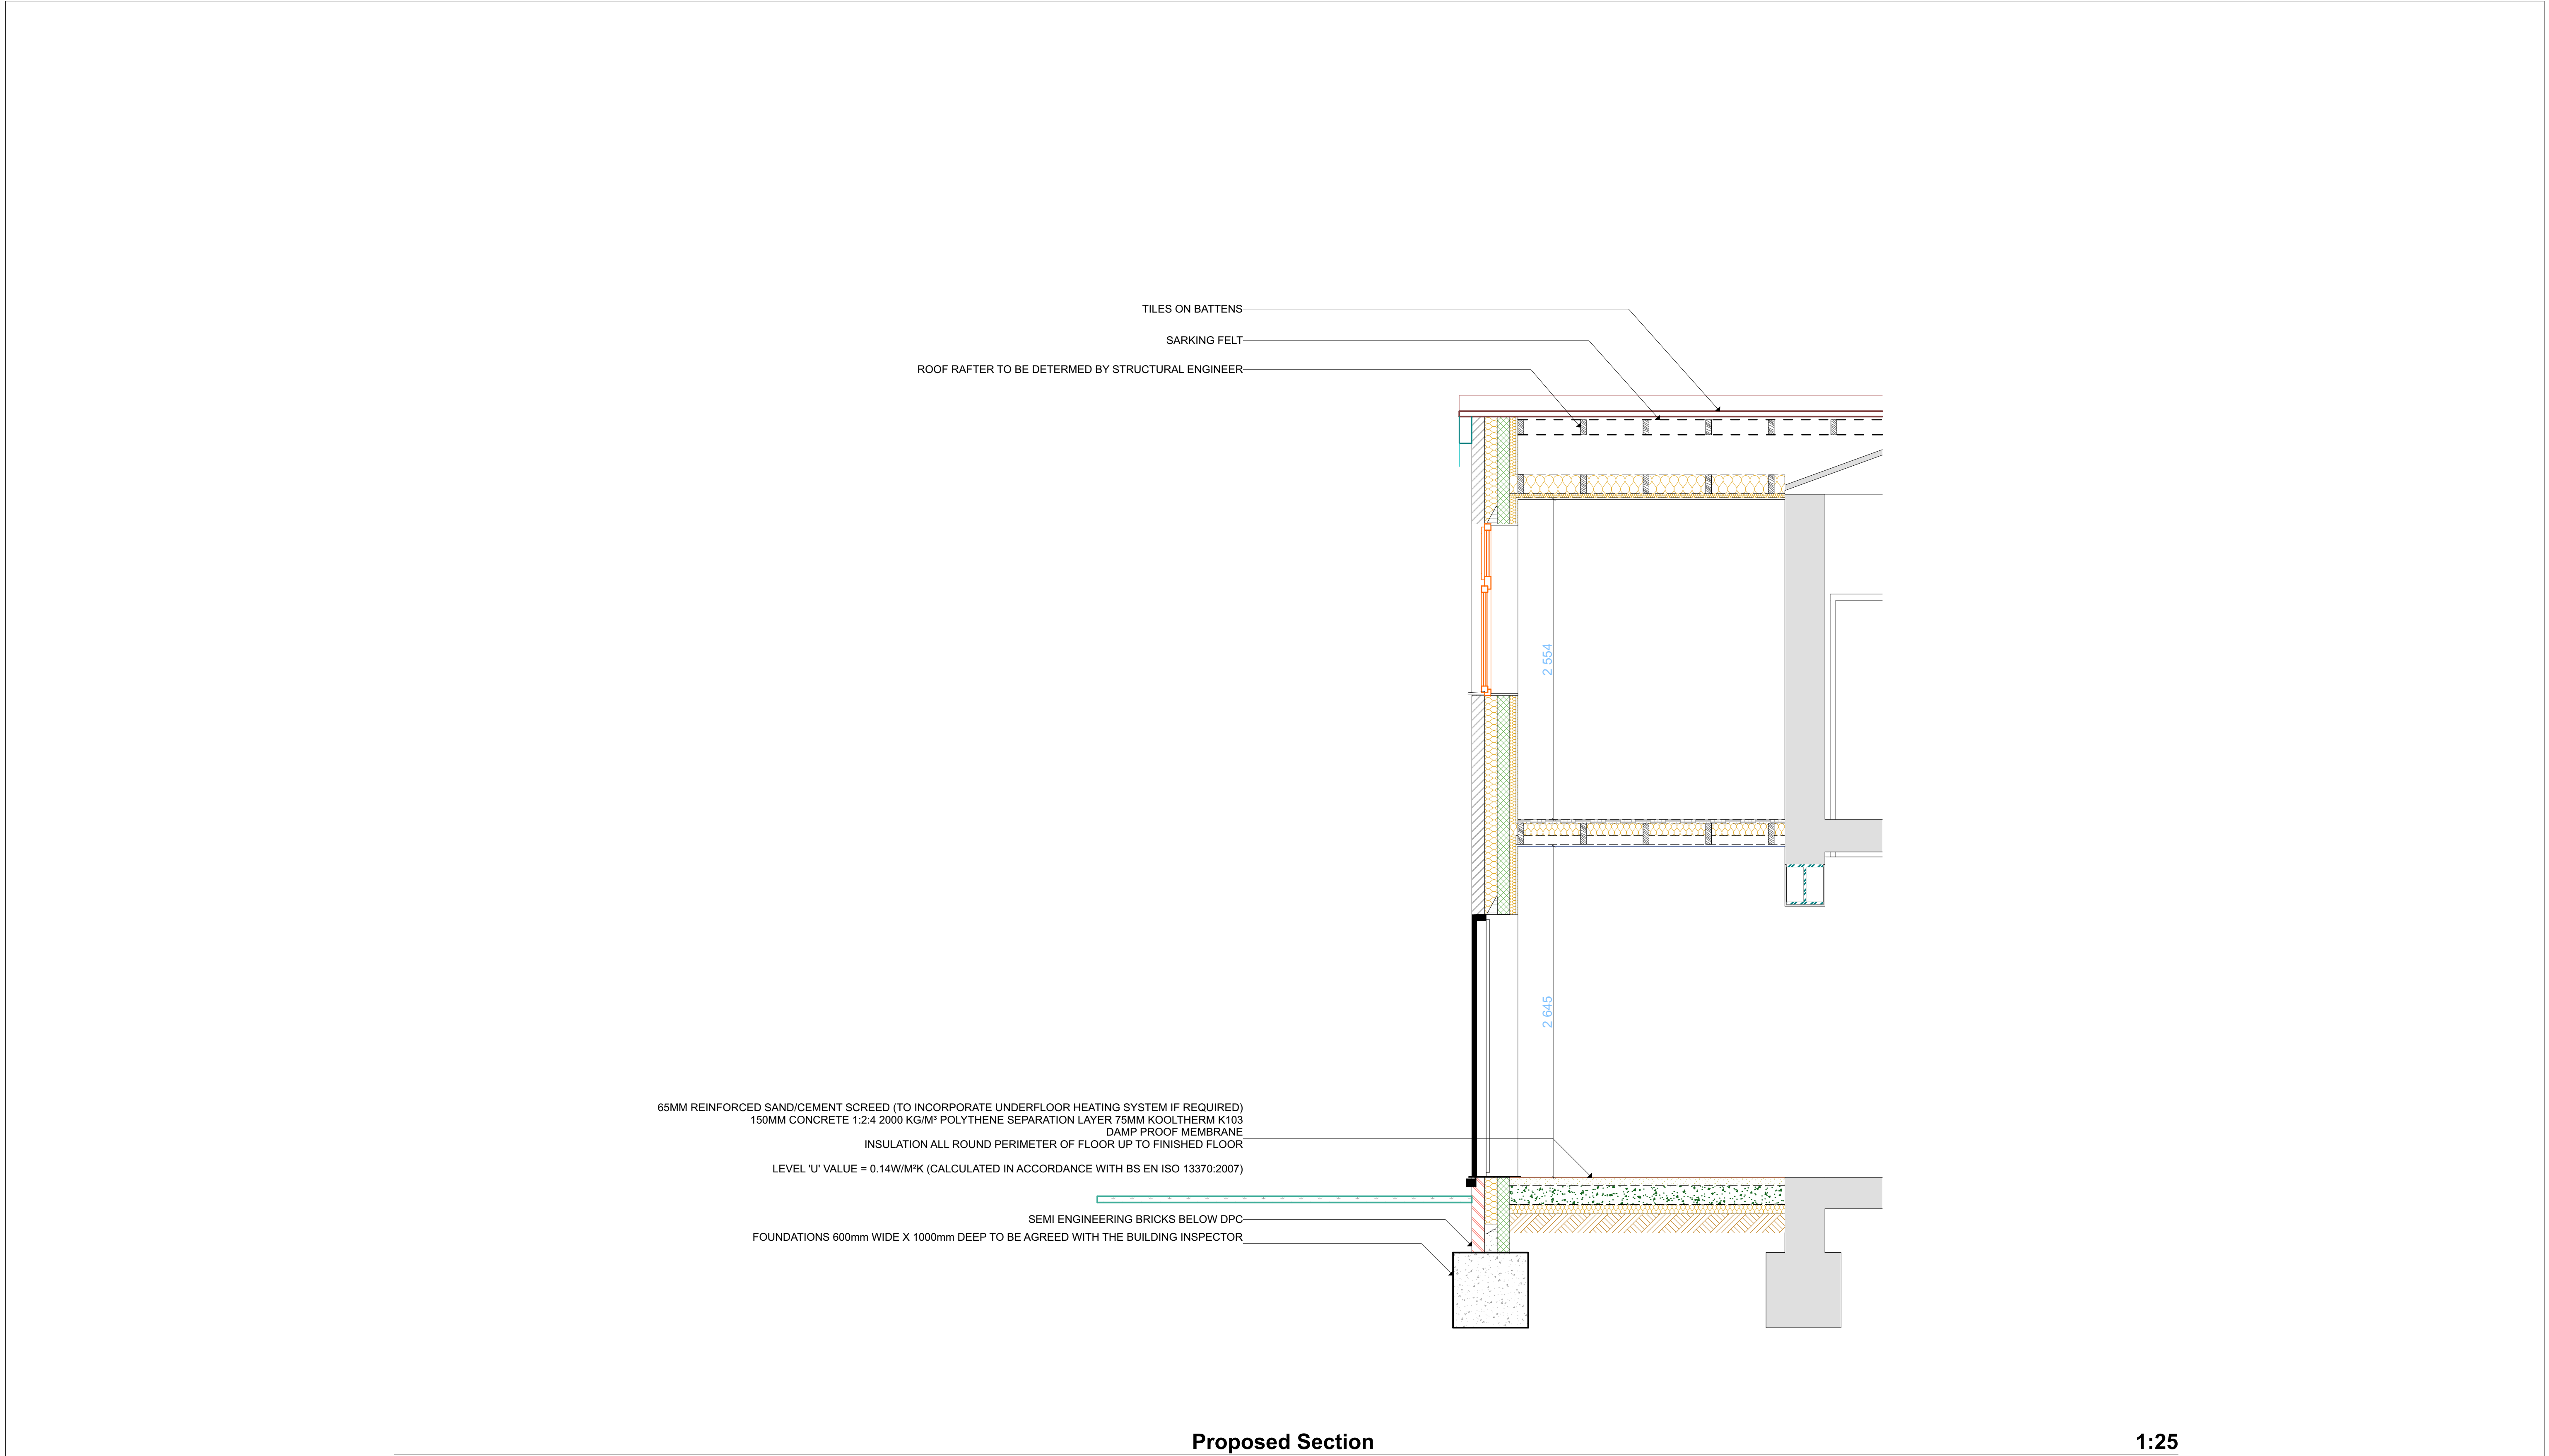 TILES ON BATTENS
SARKING FELT
ROOF RAFTER TO BE DETERMED BY STRUCTURAL ENGINEER
2 554
2 645
65MM REINFORCED SAND/CEMENT SCREED (TO INCORPORATE UNDERFLOOR HEATING SYSTEM IF REQUIRED)
150MM CONCRETE 1:2:4 2000 KG/M³ POLYTHENE SEPARATION LAYER 75MM KOOLTHERM K103
DAMP PROOF MEMBRANE
INSULATION ALL ROUND PERIMETER OF FLOOR UP TO FINISHED FLOOR
LEVEL 'U' VALUE = 0.14W/M²K (CALCULATED IN ACCORDANCE WITH BS EN ISO 13370:2007)
SEMI ENGINEERING BRICKS BELOW DPC
FOUNDATIONS 600mm WIDE X 1000mm DEEP TO BE AGREED WITH THE BUILDING INSPECTOR
Proposed Section
1:25